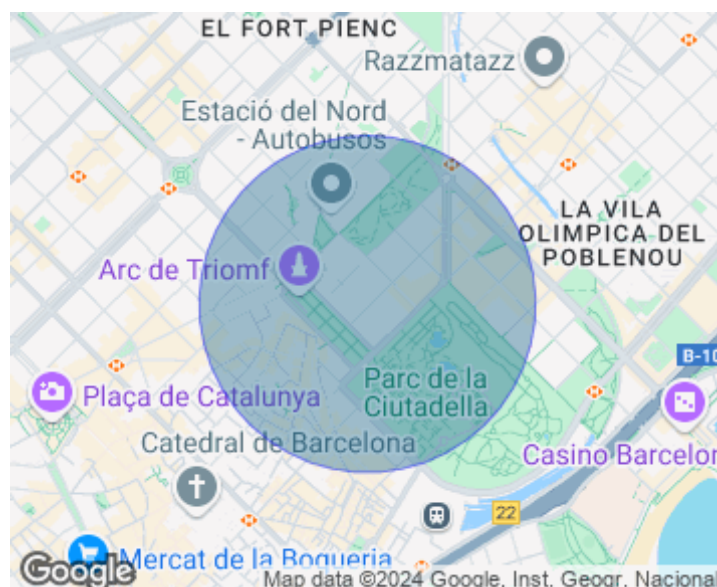 EL FORT PIENC
Razzmatazz
Estació del Nord
- Autobusos
LA VILA
OLIMPICA DEL
POBLENOU
Arc de Triomf
B-10
Parc de la
Ciutadella
Plaça de Catalunya
Catedral de Barcelona
Casino Barcelon
22
Mercat de la Boqueria
Google
Map data ©2024 Google, Inst. Geogr. Nacional